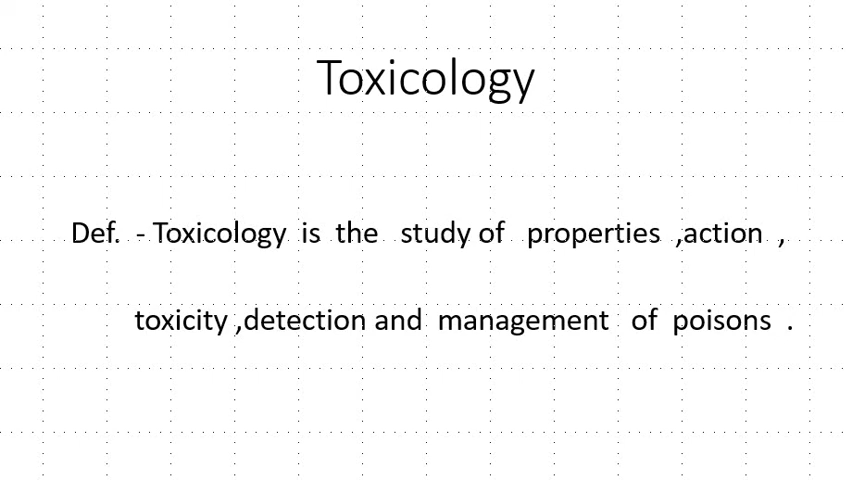 Toxicology
Def. - Toxicology is the study of properties ,action ,
toxicity ,detection and management of poisons .